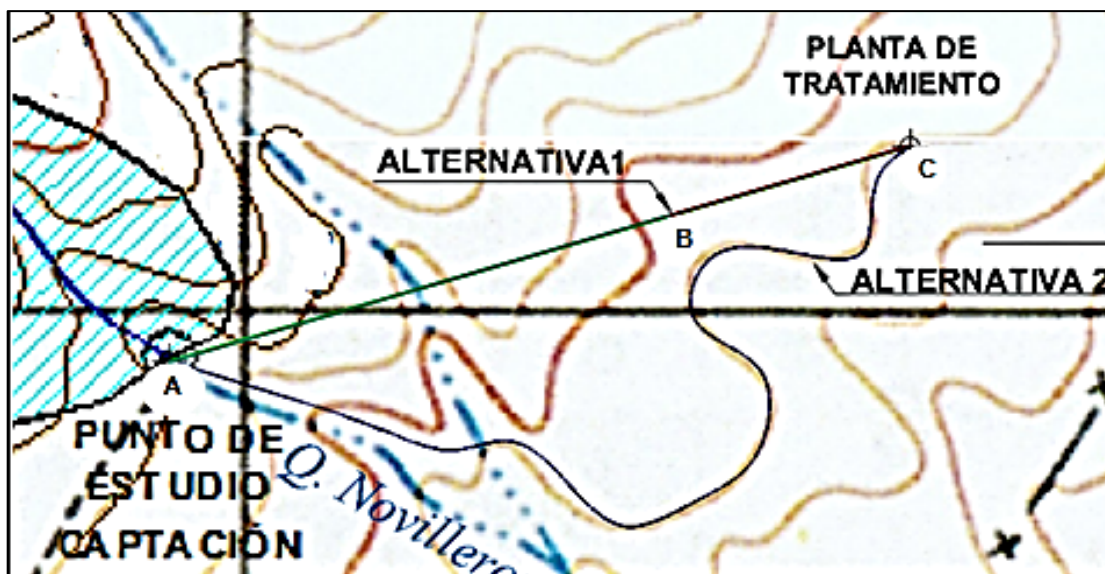 PLANTA DE
TRATAMIENTO
ALTERNATIVA1
C
B
ALTERNATIVA 2
A
PUNTO DE
ESTUDIO
CAPTACIÓN
Q. Novillero